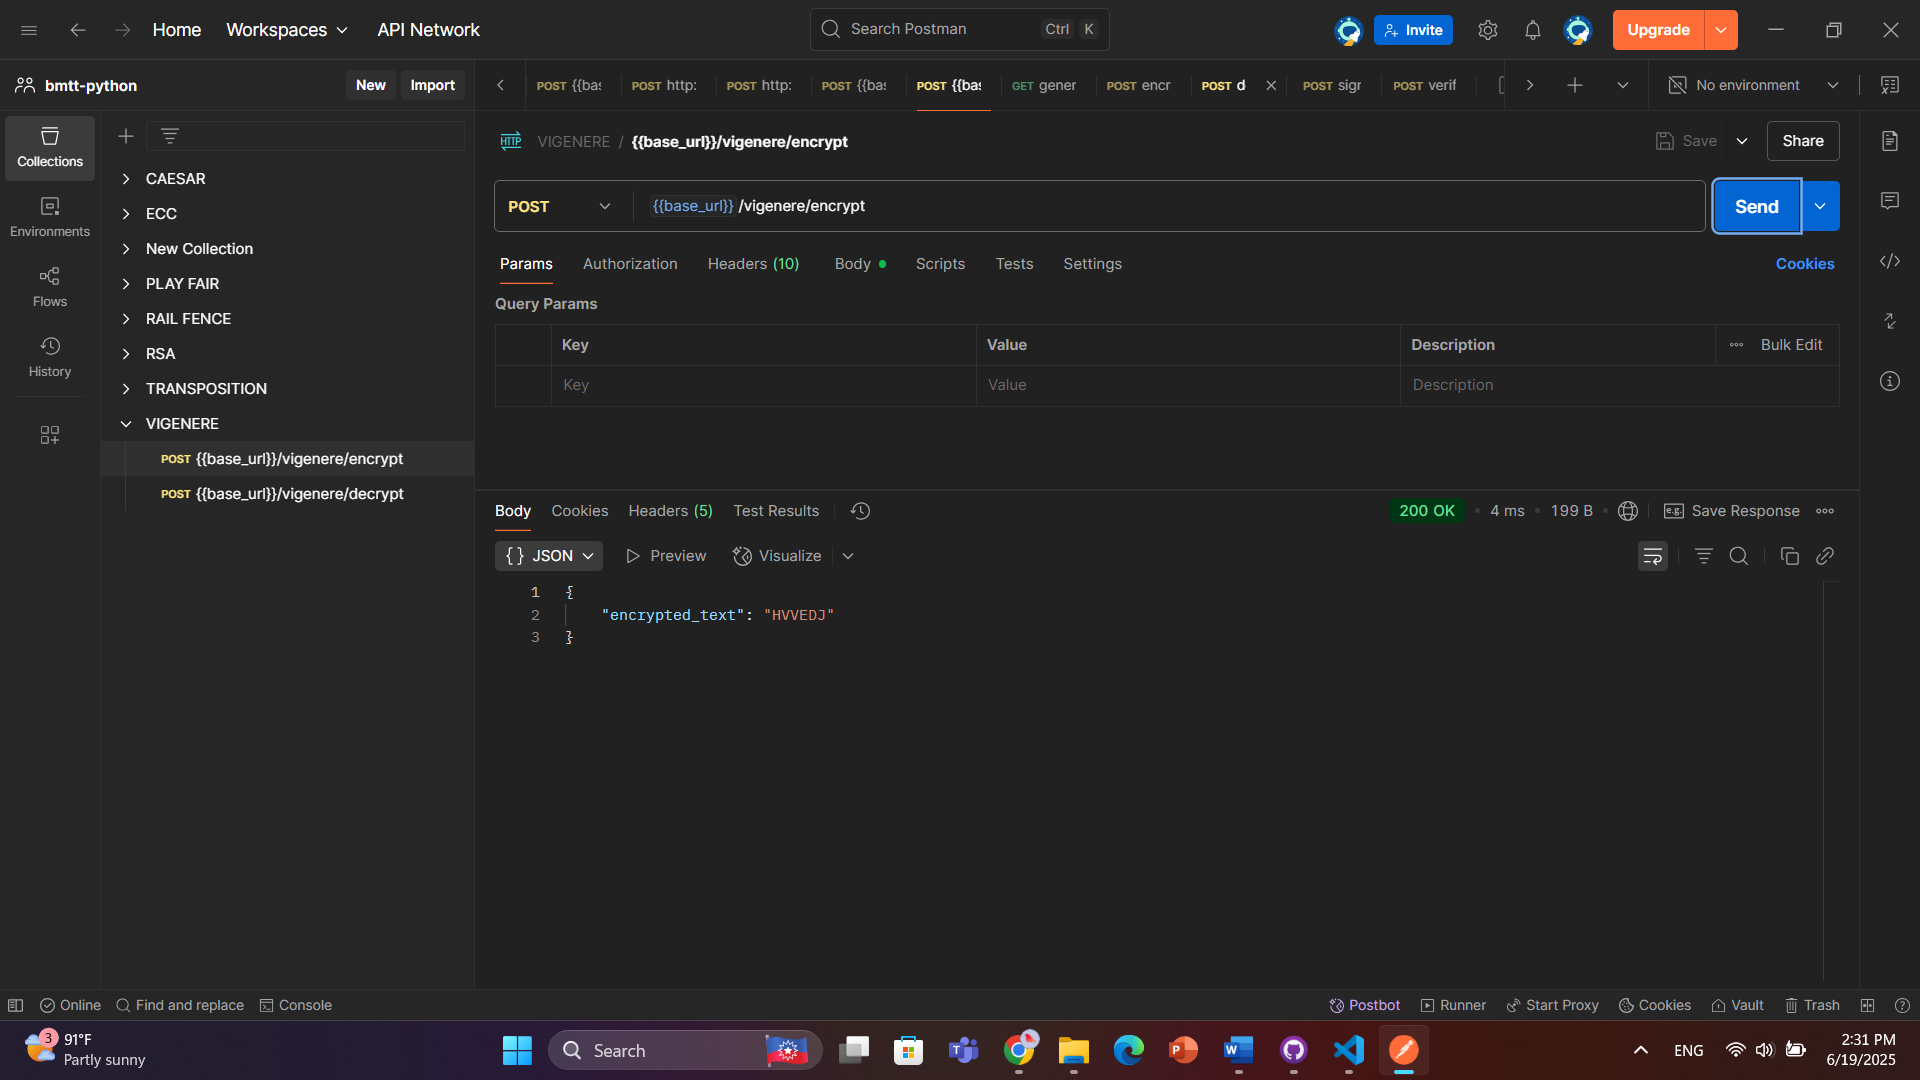 Home
Workspaces
API Network
Search Postman
Ctrl
K
Invite
Upgrade
bmtt-python
New
Import
POST {{bas
POST http:
POST http:
POST {{bas
POST {{bas
GET gener
POST encr
POST d
POST sigr
POST verif
No environment
Collections
Environments
Flows
History
CAESAR
ECC
New Collection
PLAY FAIR
RAIL FENCE
RSA
TRANSPOSITION
VIGENERE
POST {{base_url}}/vigenere/encrypt
POST {{base_url}}/vigenere/decrypt
HTTP VIGENERE / {{base_url}}/vigenere/encrypt
Save
Share
POST
{{base_url}} /vigenere/encrypt
Send
Params
Authorization
Headers (10)
Body
Scripts
Tests
Settings
Cookies
Query Params
Key
Value
Description
Bulk Edit
Key
Value
Description
Body
Cookies
Headers (5)
Test Results
200 OK
4 ms
199 B
e.g. Save Response
{} JSON
Preview
Visualize
1 {
2 "encrypted_text": "HVVEDJ"
3 }
Online
Find and replace
Console
Postbot
Runner
Start Proxy
Cookies
Vault
Trash
3
91°F
Partly sunny
Search
ENG
2:31 PM
6/19/2025